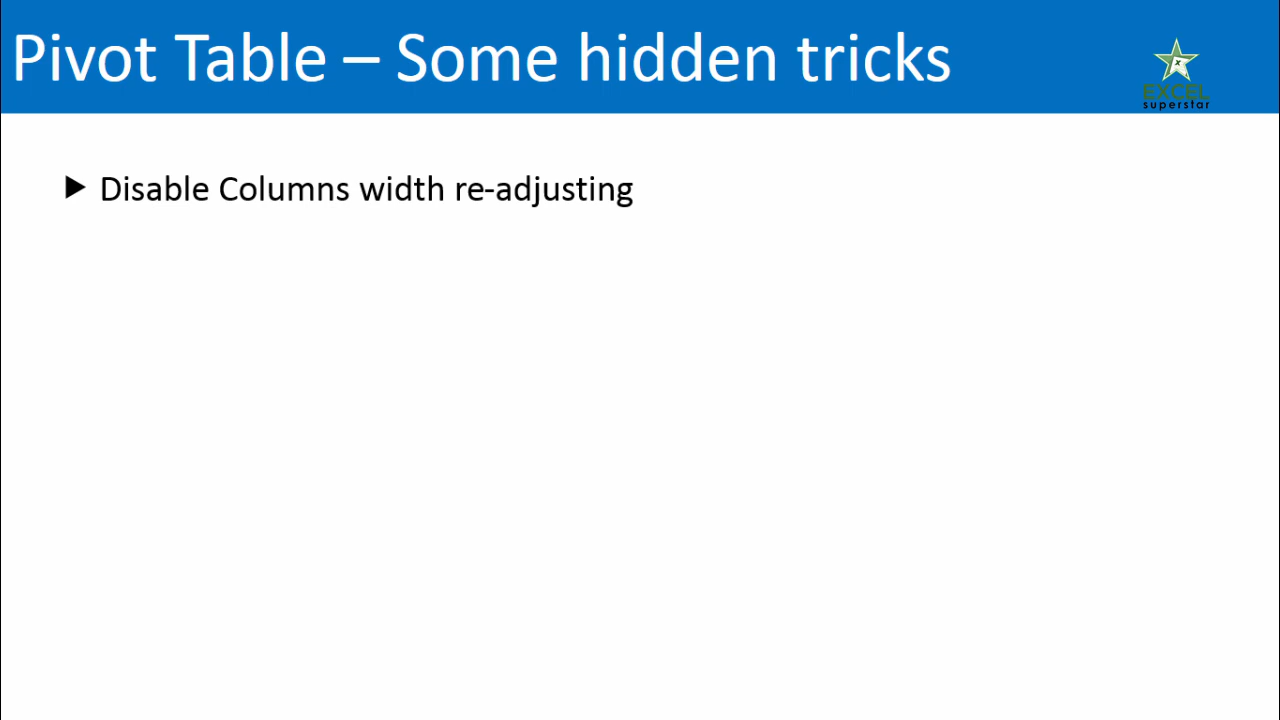 Pivot Table – Some hidden tricks
EXCEL
superstar
Disable Columns width re-adjusting